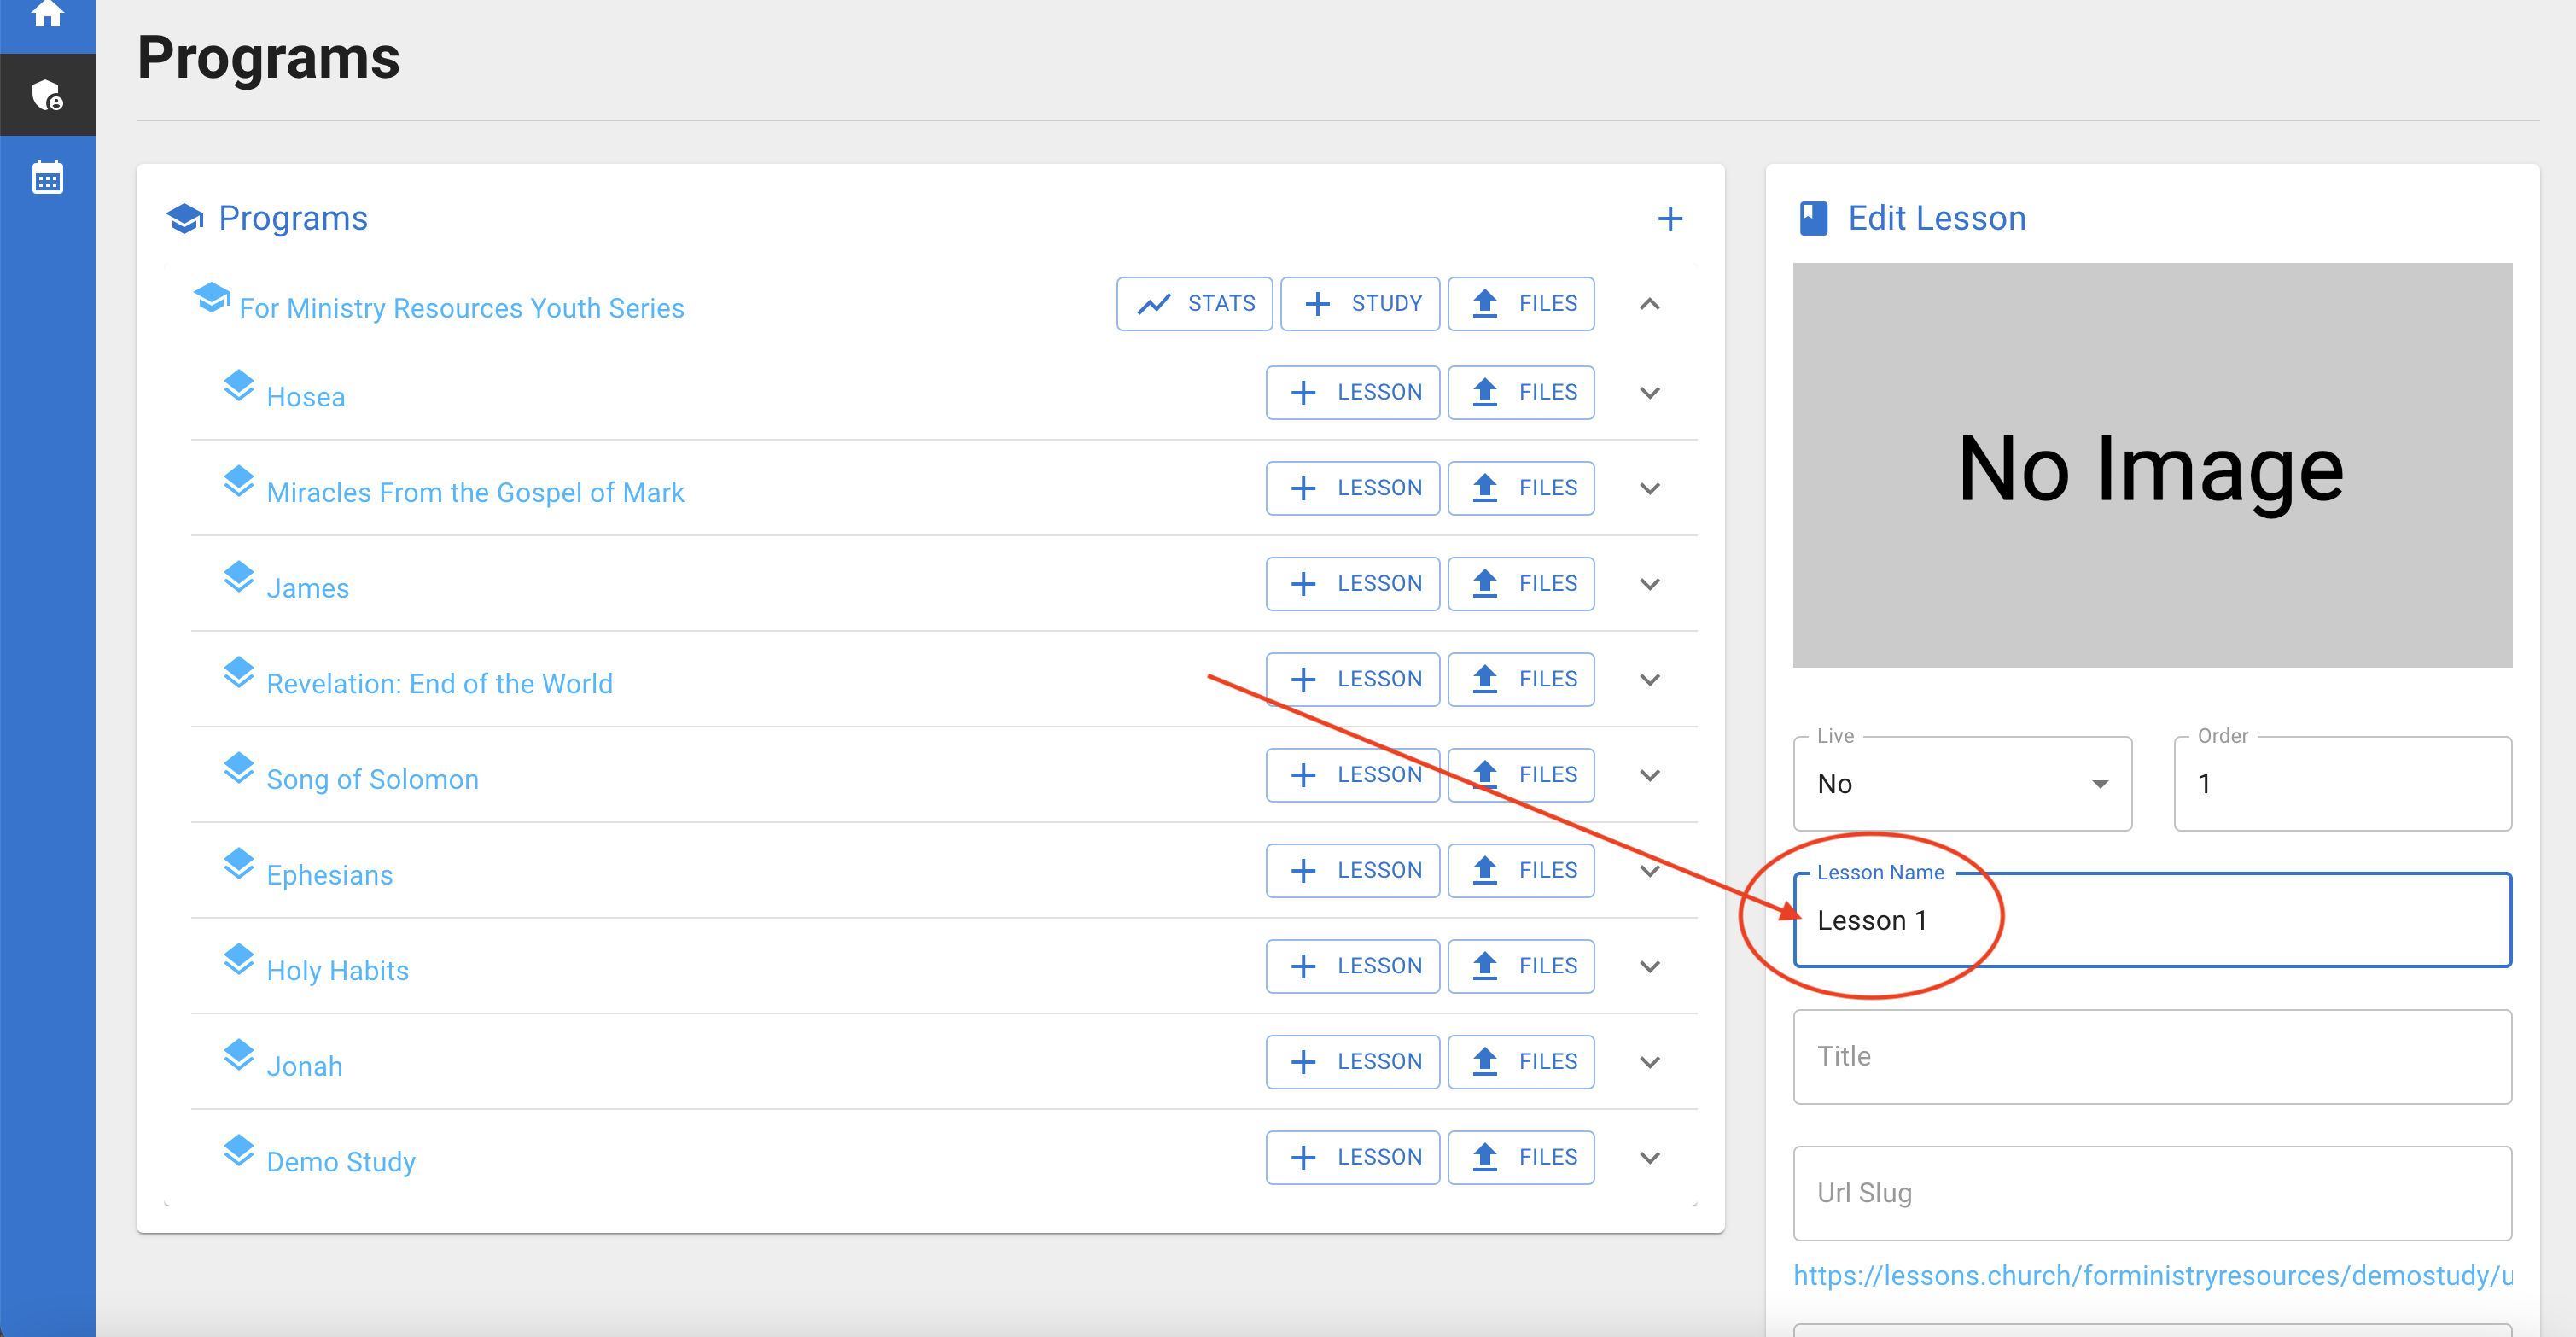 Programs
Programs
For Ministry Resources Youth Series STATS STUDY FILES
Hosea LESSON FILES
Miracles From the Gospel of Mark LESSON FILES
James LESSON FILES
Revelation: End of the World LESSON FILES
Song of Solomon LESSON FILES
Ephesians LESSON FILES
Holy Habits LESSON FILES
Jonah LESSON FILES
Demo Study LESSON FILES
Edit Lesson
No Image
Live Order
No 1
Lesson Name
Lesson 1
Title
Url Slug
https://lessons.church/forministryresources/demostudy/u